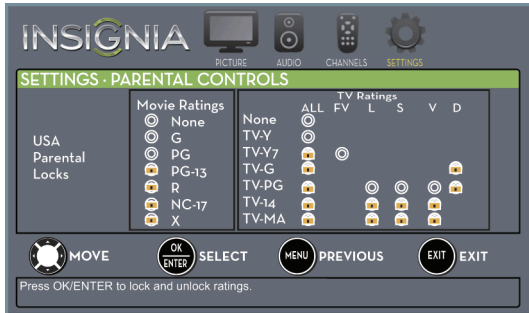 INSIGNIA
PICTURE AUDIO CHANNELS SETTINGS
SETTINGS · PARENTAL CONTROLS
USA
Parental
Locks
Movie Ratings
None
G
PG
PG-13
R
NC-17
X
TV Ratings
ALL FV L S V D
None
TV-Y
TV-Y7
TV-G
TV-PG
TV-14
TV-MA
MOVE
OK
ENTER
SELECT
MENU
PREVIOUS
EXIT
EXIT
Press OK/ENTER to lock and unlock ratings.